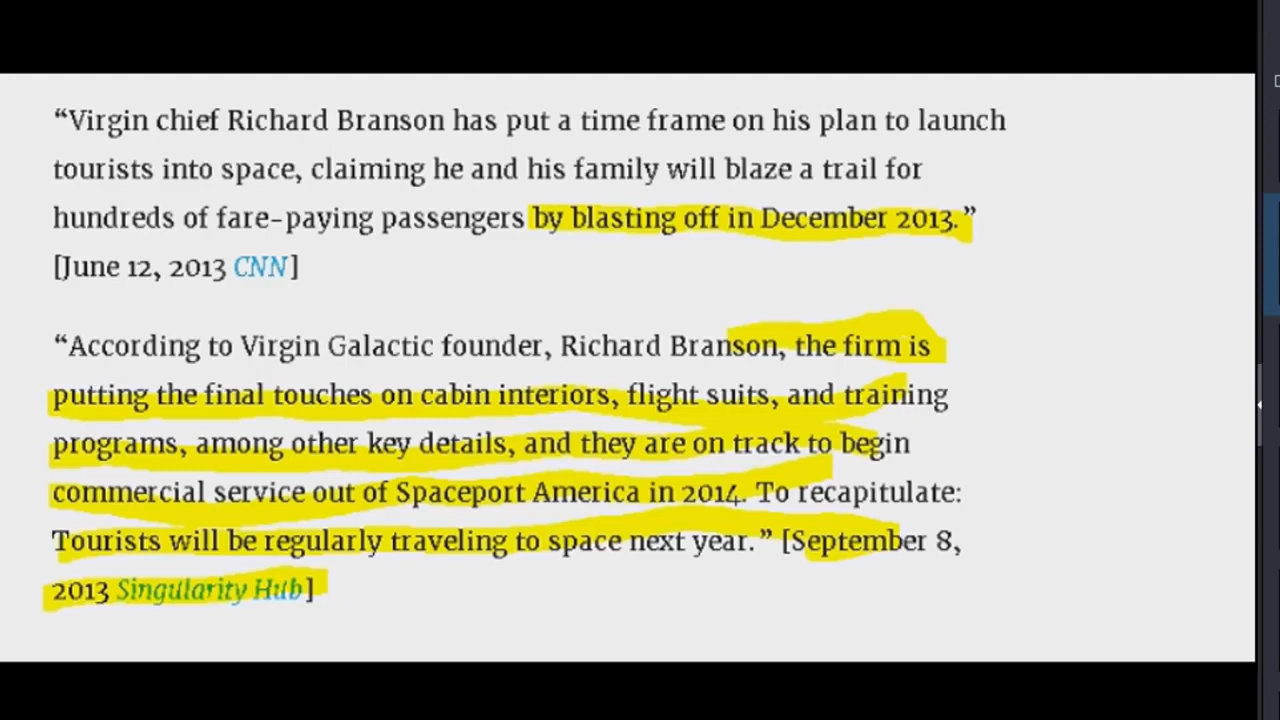 “Virgin chief Richard Branson has put a time frame on his plan to launch
tourists into space, claiming he and his family will blaze a trail for
hundreds of fare-paying passengers by blasting off in December 2013.”
[June 12, 2013 CNN]
“According to Virgin Galactic founder, Richard Branson, the firm is
putting the final touches on cabin interiors, flight suits, and training
programs, among other key details, and they are on track to begin
commercial service out of Spaceport America in 2014. To recapitulate:
Tourists will be regularly traveling to space next year.” [September 8,
2013 Singularity Hub]